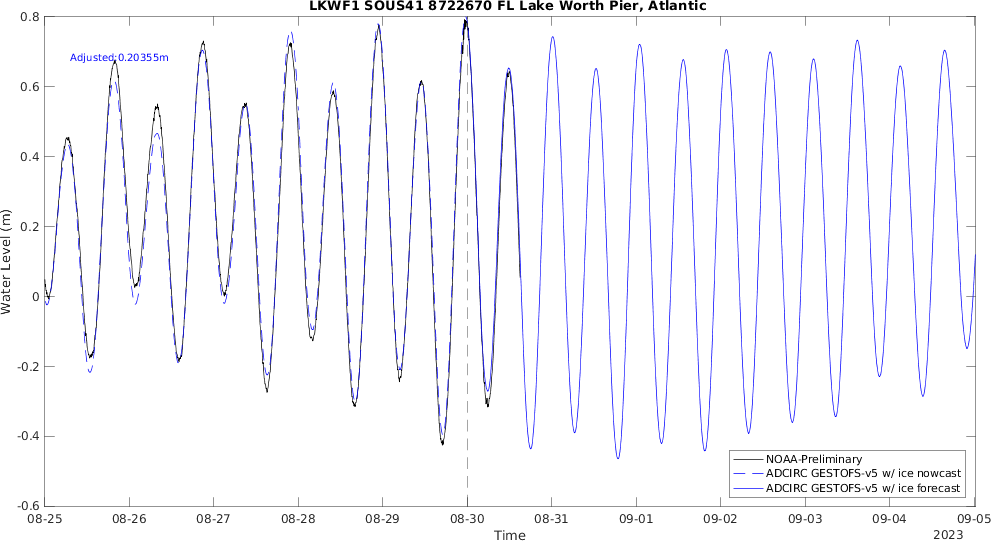 LKWF1 SOUS41 8722670 FL Lake Worth Pier, Atlantic
Adjusted:0.20355m
0.8
0.6
0.4
0.2
0
-0.2
-0.4
-0.6
Water Level (m)
NOAA-Preliminary
ADCIRC GESTOFS-v5 w/ ice nowcast
ADCIRC GESTOFS-v5 w/ ice forecast
08-25 08-26 08-27 08-28 08-29 08-30 08-31 09-01 09-02 09-03 09-04 09-05
Time
2023